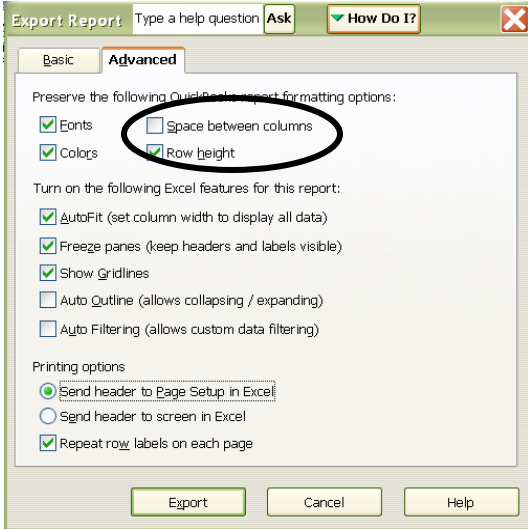 Export Report Type a help question Ask How Do I?
Basic Advanced
Preserve the following QuickBooks report formatting options:
Fonts Space between columns
Colors Row height
Turn on the following Excel features for this report:
AutoFit (set column width to display all data)
Freeze panes (keep headers and labels visible)
Show Gridlines
Auto Outline (allows collapsing / expanding)
Auto Filtering (allows custom data filtering)
Printing options
Send header to Page Setup in Excel
Send header to screen in Excel
Repeat row labels on each page
Export Cancel Help